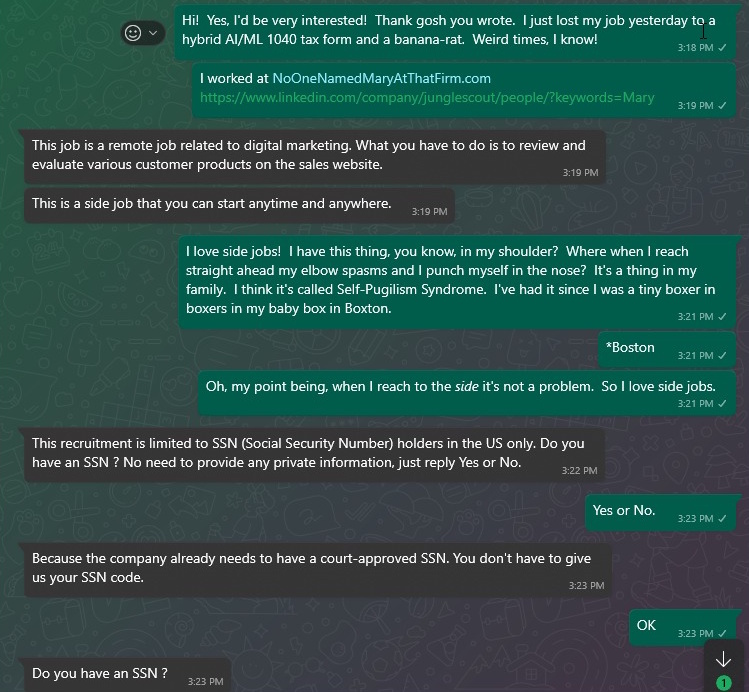 Hi!  Yes, I'd be very interested!  Thank gosh you wrote.  I just lost my job yesterday to a
hybrid AI/ML 1040 tax form and a banana-rat.  Weird times, I know!
3:18 PM
I worked at NoOneNamedMaryAtThatFirm.com
https://www.linkedin.com/company/junglescout/people/?keywords=Mary
3:19 PM
This job is a remote job related to digital marketing. What you have to do is to review and
evaluate various customer products on the sales website.
3:19 PM
This is a side job that you can start anytime and anywhere.
3:19 PM
I love side jobs!  I have this thing, you know, in my shoulder?  Where when I reach
straight ahead my elbow spasms and I punch myself in the nose?  It's a thing in my
family.  I think it's called Self-Pugilism Syndrome.  I've had it since I was a tiny boxer in
boxers in my baby box in Boxton.
3:21 PM
*Boston
3:21 PM
Oh, my point being, when I reach to the side it's not a problem.  So I love side jobs.
3:21 PM
This recruitment is limited to SSN (Social Security Number) holders in the US only. Do you
have an SSN ? No need to provide any private information, just reply Yes or No.
3:22 PM
Yes or No.
3:23 PM
Because the company already needs to have a court-approved SSN. You don't have to give
us your SSN code.
3:23 PM
OK
3:23 PM
Do you have an SSN ?
3:23 PM
1